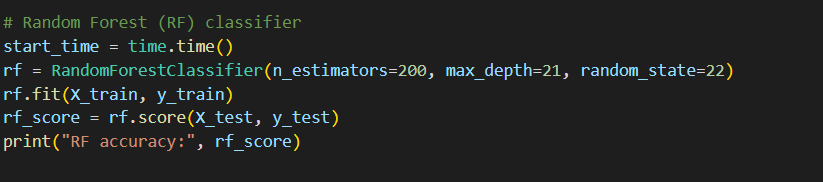 # Random Forest (RF) classifier
start_time = time.time()
rf = RandomForestClassifier(n_estimators=200, max_depth=21, random_state=22)
rf.fit(X_train, y_train)
rf_score = rf.score(X_test, y_test)
print("RF accuracy:", rf_score)